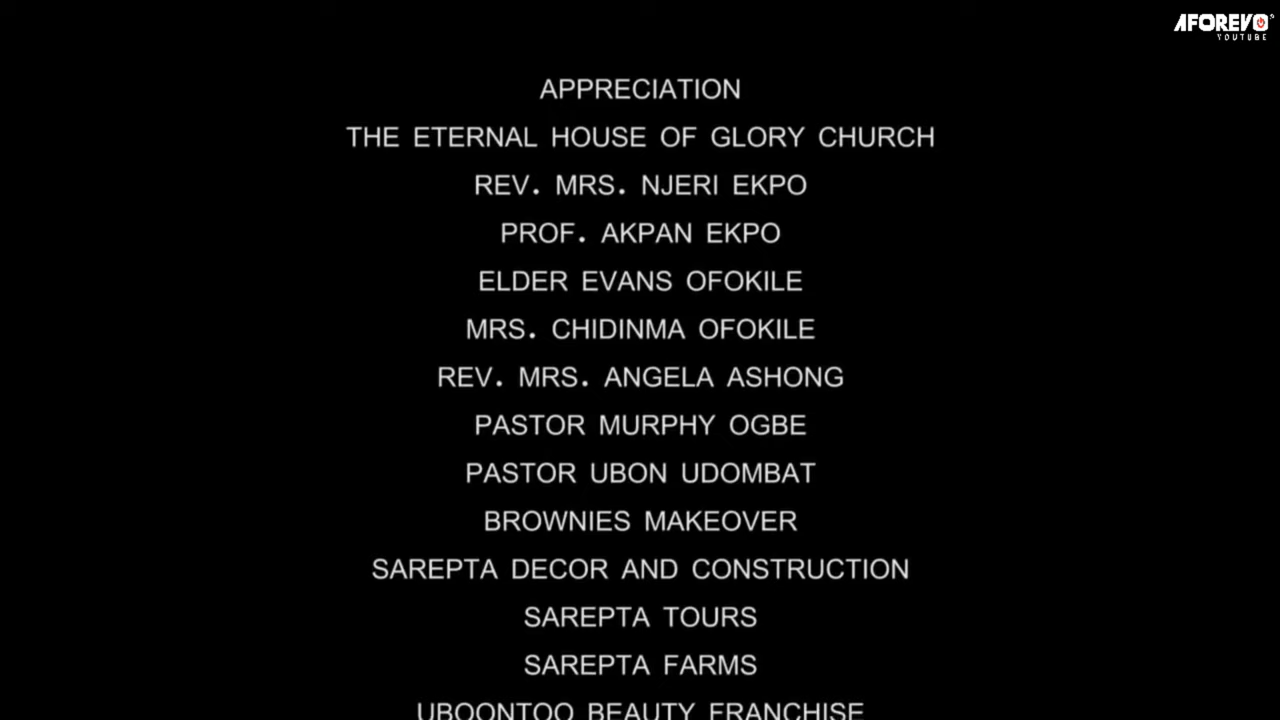 AFOREVO
YOUTUBE
APPRECIATION
THE ETERNAL HOUSE OF GLORY CHURCH
REV. MRS. NJERI EKPO
PROF. AKPAN EKPO
ELDER EVANS OFOKILE
MRS. CHIDINMA OFOKILE
REV. MRS. ANGELA ASHONG
PASTOR MURPHY OGBE
PASTOR UBON UDOMBAT
BROWNIES MAKEOVER
SAREPTA DECOR AND CONSTRUCTION
SAREPTA TOURS
SAREPTA FARMS
UBOONTOO BEAUTY FRANCHISE